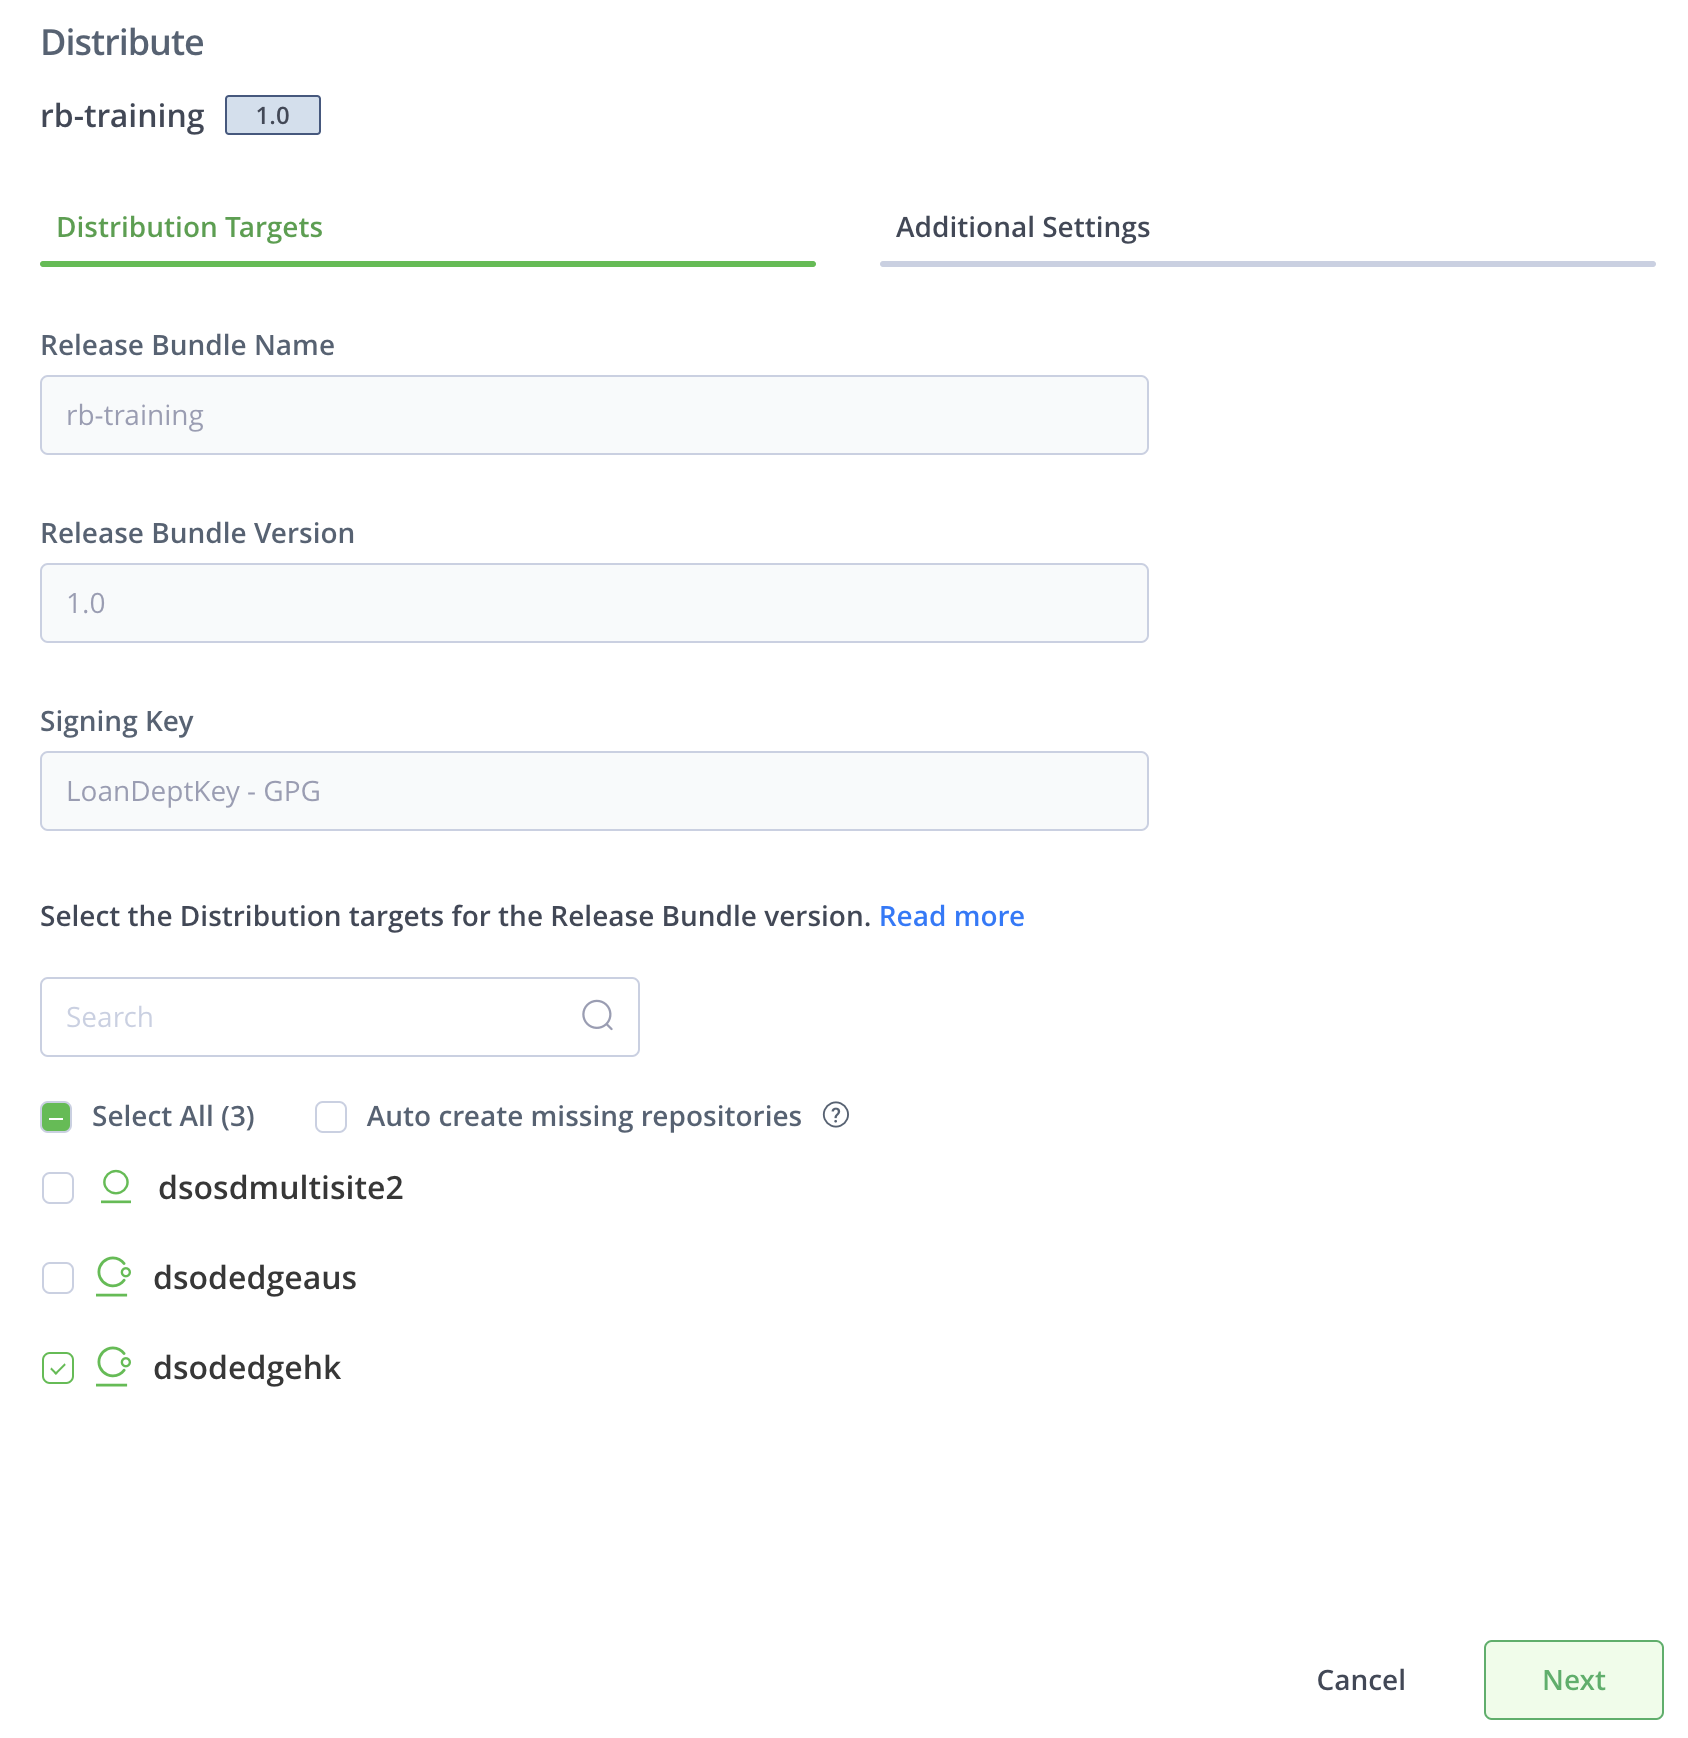 Distribute
rb-training 1.0
Distribution Targets Additional Settings
Release Bundle Name
rb-training
Release Bundle Version
1.0
Signing Key
LoanDeptKey - GPG
Select the Distribution targets for the Release Bundle version. Read more
Search
Select All (3) Auto create missing repositories ?
dsosdmultisite2
dsodedgeaus
dsodedgehk
Cancel Next